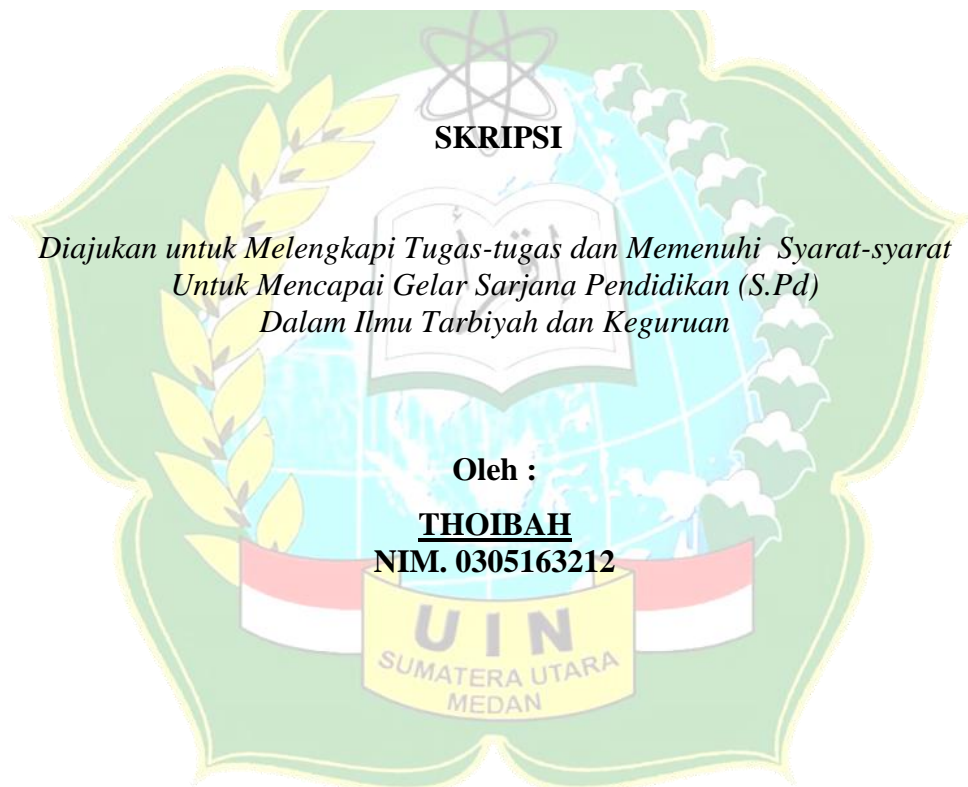 SKRIPSI
Diajukan untuk Melengkapi Tugas-tugas dan Memenuhi Syarat-syarat
Untuk Mencapai Gelar Sarjana Pendidikan (S.Pd)
Dalam Ilmu Tarbiyah dan Keguruan
إقرأ
Oleh :
THOIBAH
NIM. 0305163212
UIN
SUMATERA UTARA
MEDAN